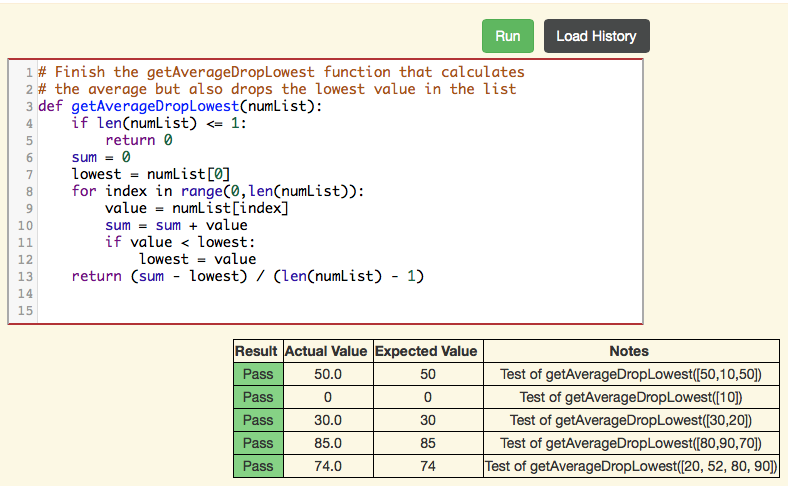 Run Load History
1 # Finish the getAverageDropLowest function that calculates
2 # the average but also drops the lowest value in the list
3 def getAverageDropLowest(numList):
4     if len(numList) <= 1:
5         return 0
6     sum = 0
7     lowest = numList[0]
8     for index in range(0,len(numList)):
9         value = numList[index]
10         sum = sum + value
11         if value < lowest:
12             lowest = value
13     return (sum - lowest) / (len(numList) - 1)
14
15
Result Actual Value Expected Value Notes
Pass 50.0 50 Test of getAverageDropLowest([50,10,50])
Pass 0 0 Test of getAverageDropLowest([10])
Pass 30.0 30 Test of getAverageDropLowest([30,20])
Pass 85.0 85 Test of getAverageDropLowest([80,90,70])
Pass 74.0 74 Test of getAverageDropLowest([20, 52, 80, 90])